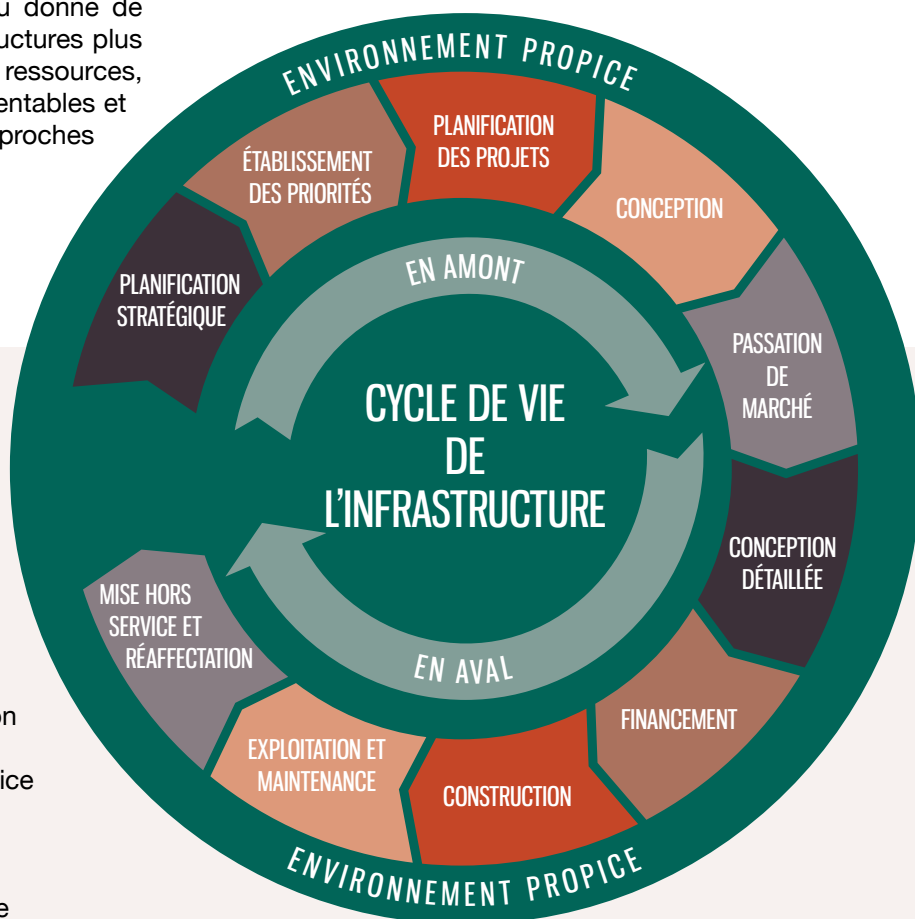 u donne de
uctures plus
ressources,
entables et
proches
ENVIRONNEMENT PROPICE
PLANIFICATION
STRATÉGIQUE
ÉTABLISSEMENT
DES PRIORITÉS
PLANIFICATION
DES PROJETS
CONCEPTION
PASSATION
DE
MARCHÉ
CONCEPTION
DÉTAILLÉE
FINANCEMENT
CONSTRUCTION
EXPLOITATION ET
MAINTENANCE
MISE HORS
SERVICE ET
RÉAFFECTATION
EN AMONT
CYCLE DE VIE
DE
L'INFRASTRUCTURE
EN AVAL
ENVIRONNEMENT PROPICE
on
ice
e